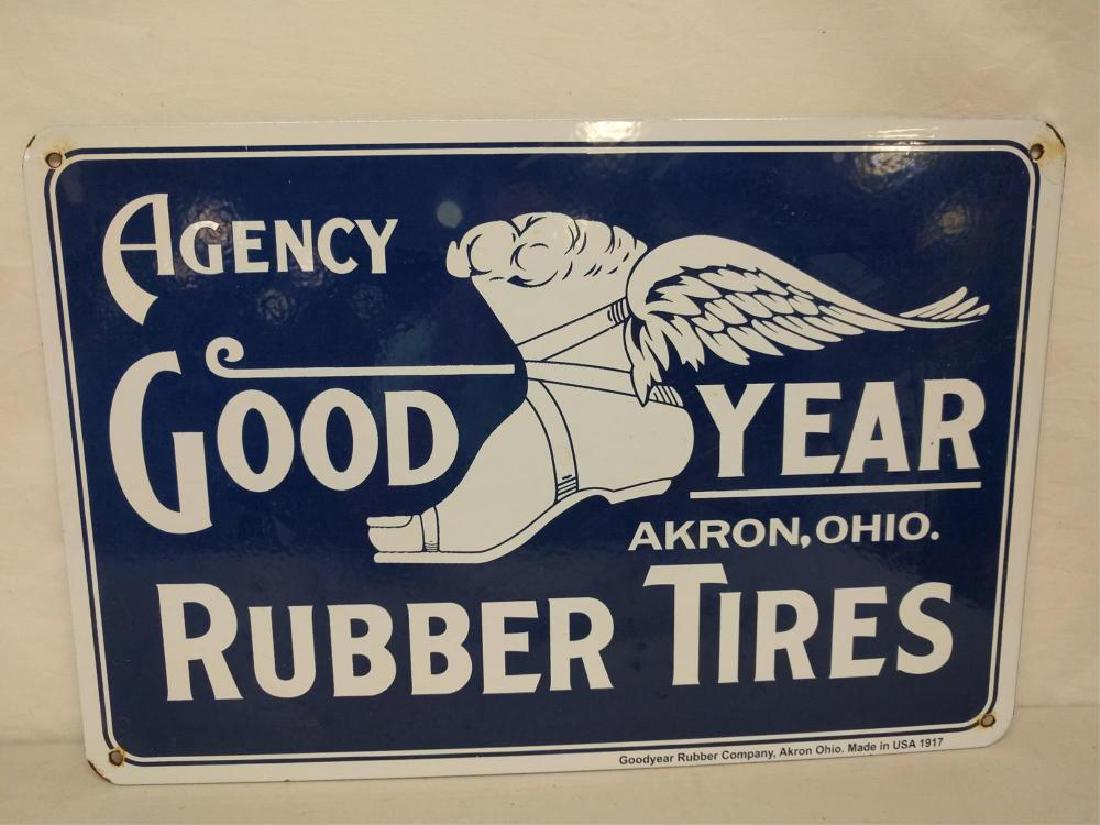 AGENCY
GOOD YEAR
AKRON, OHIO.
RUBBER TIRES
Goodyear Rubber Company, Akron Ohio. Made in USA 1917